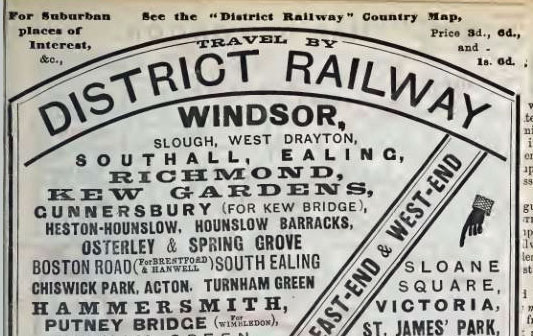 For Suburban places of Interest, &c.,
See the "District Railway" Country Map,
Price 3d., 6d., and - 1s. 6d.
TRAVEL BY
DISTRICT RAILWAY
WINDSOR,
SLOUGH, WEST DRAYTON,
SOUTHALL, EALING,
RICHMOND,
KEW GARDENS,
GUNNERSBURY (FOR KEW BRIDGE),
HESTON-HOUNSLOW, HOUNSLOW BARRACKS,
OSTERLEY & SPRING GROVE
BOSTON ROAD (For BRENTFORD & HANWELL) SOUTH EALING
CHISWICK PARK, ACTON. TURNHAM GREEN
HAMMERSMITH,
PUTNEY BRIDGE (For WIMBLEDON),
EAST-END & WEST-END
SLOANE
SQUARE,
VICTORIA,
ST. JAMES' PARK,